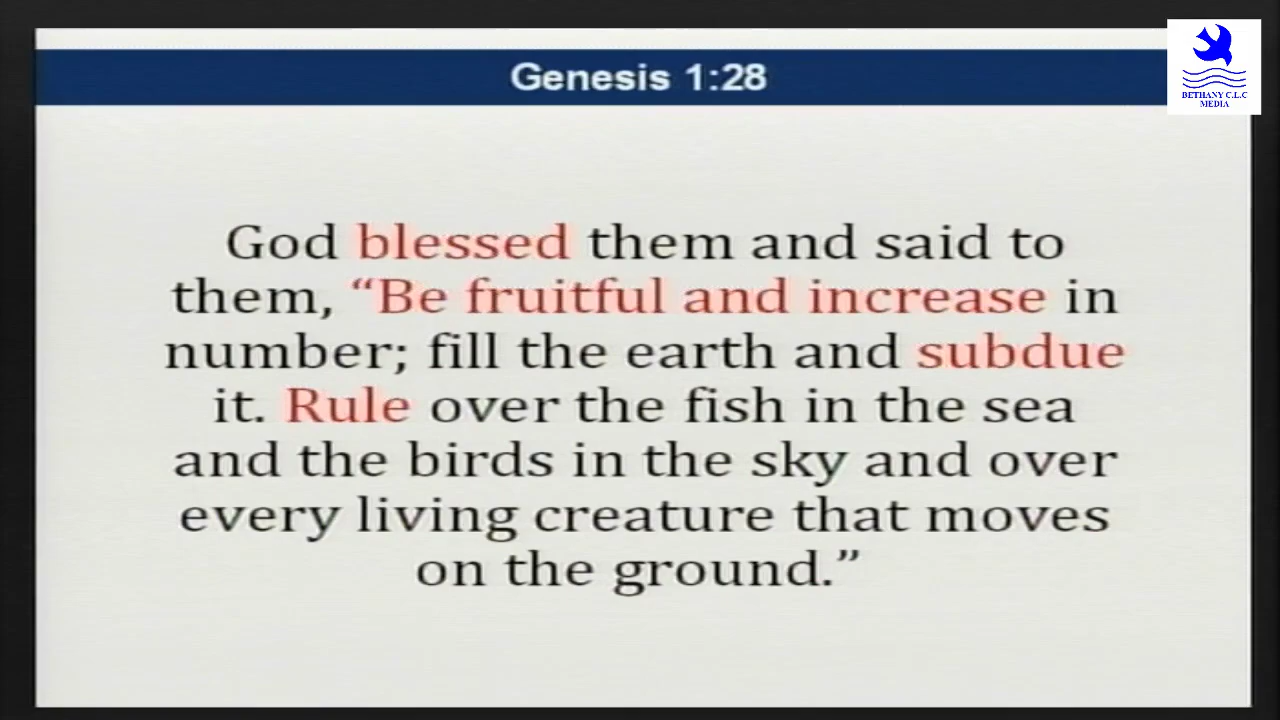 Genesis 1:28
BETHANY C.L.C
MEDIA
God blessed them and said to
them, “Be fruitful and increase in
number; fill the earth and subdue
it. Rule over the fish in the sea
and the birds in the sky and over
every living creature that moves
on the ground.”